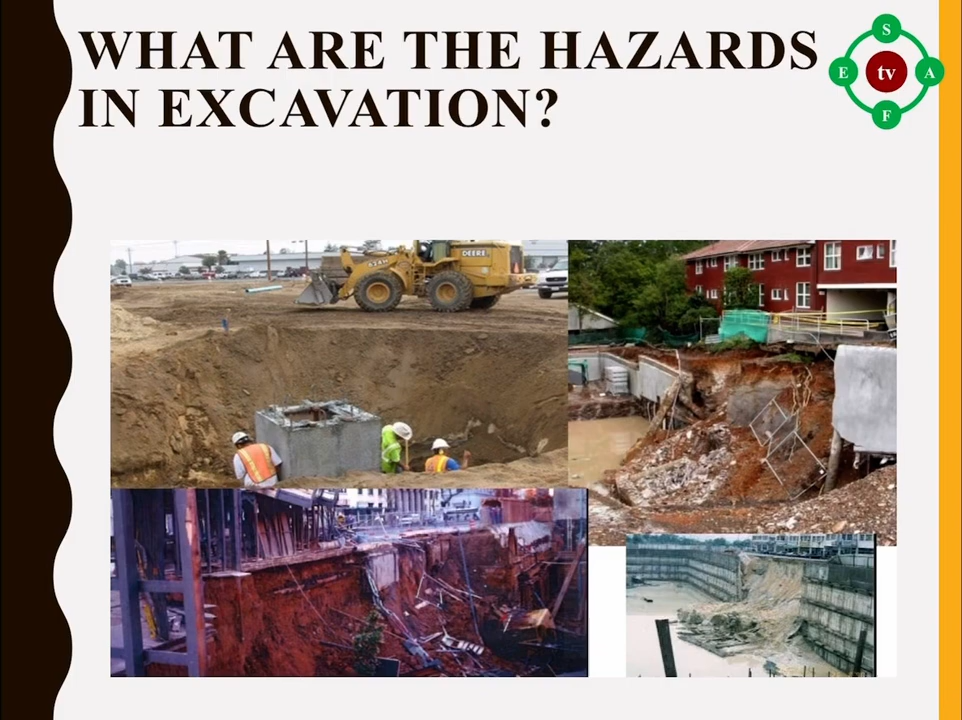 WHAT ARE THE HAZARDS
IN EXCAVATION?
S
E tv A
F
DEERE